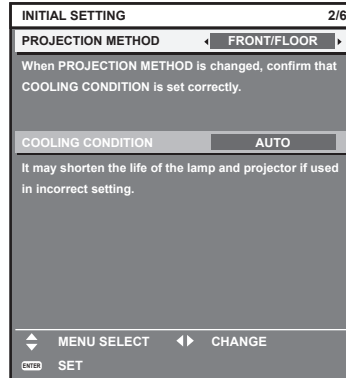 INITIAL SETTING 2/6
PROJECTION METHOD FRONT/FLOOR
When PROJECTION METHOD is changed, confirm that
COOLING CONDITION is set correctly.
COOLING CONDITION AUTO
It may shorten the life of the lamp and projector if used
in incorrect setting.
MENU SELECT CHANGE
ENTER SET